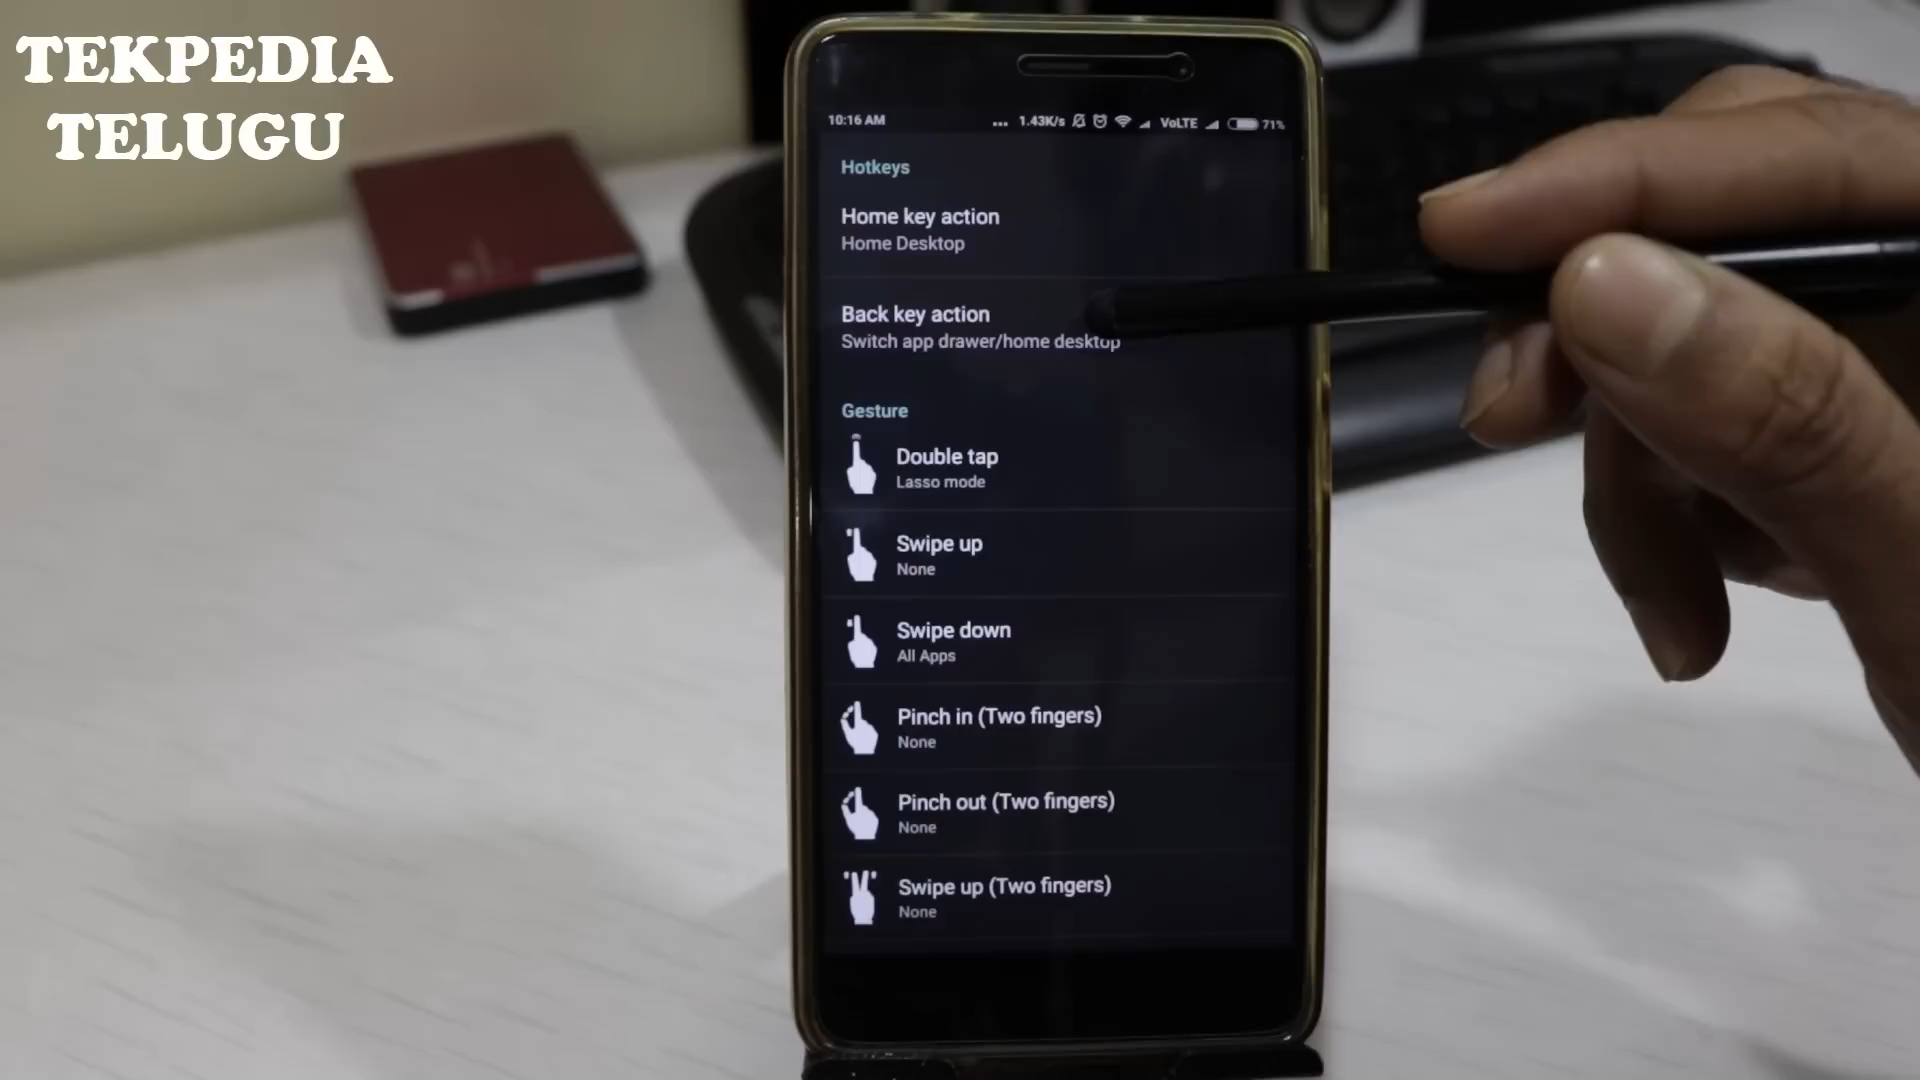 TEKPEDIA
TELUGU
10:16 AM ... 1.43K/s VoLTE 71%
Hotkeys
Home key action
Home Desktop
Back key action
Switch app drawer/home desktop
Gesture
Double tap
Lasso mode
Swipe up
None
Swipe down
All Apps
Pinch in (Two fingers)
None
Pinch out (Two fingers)
None
Swipe up (Two fingers)
None